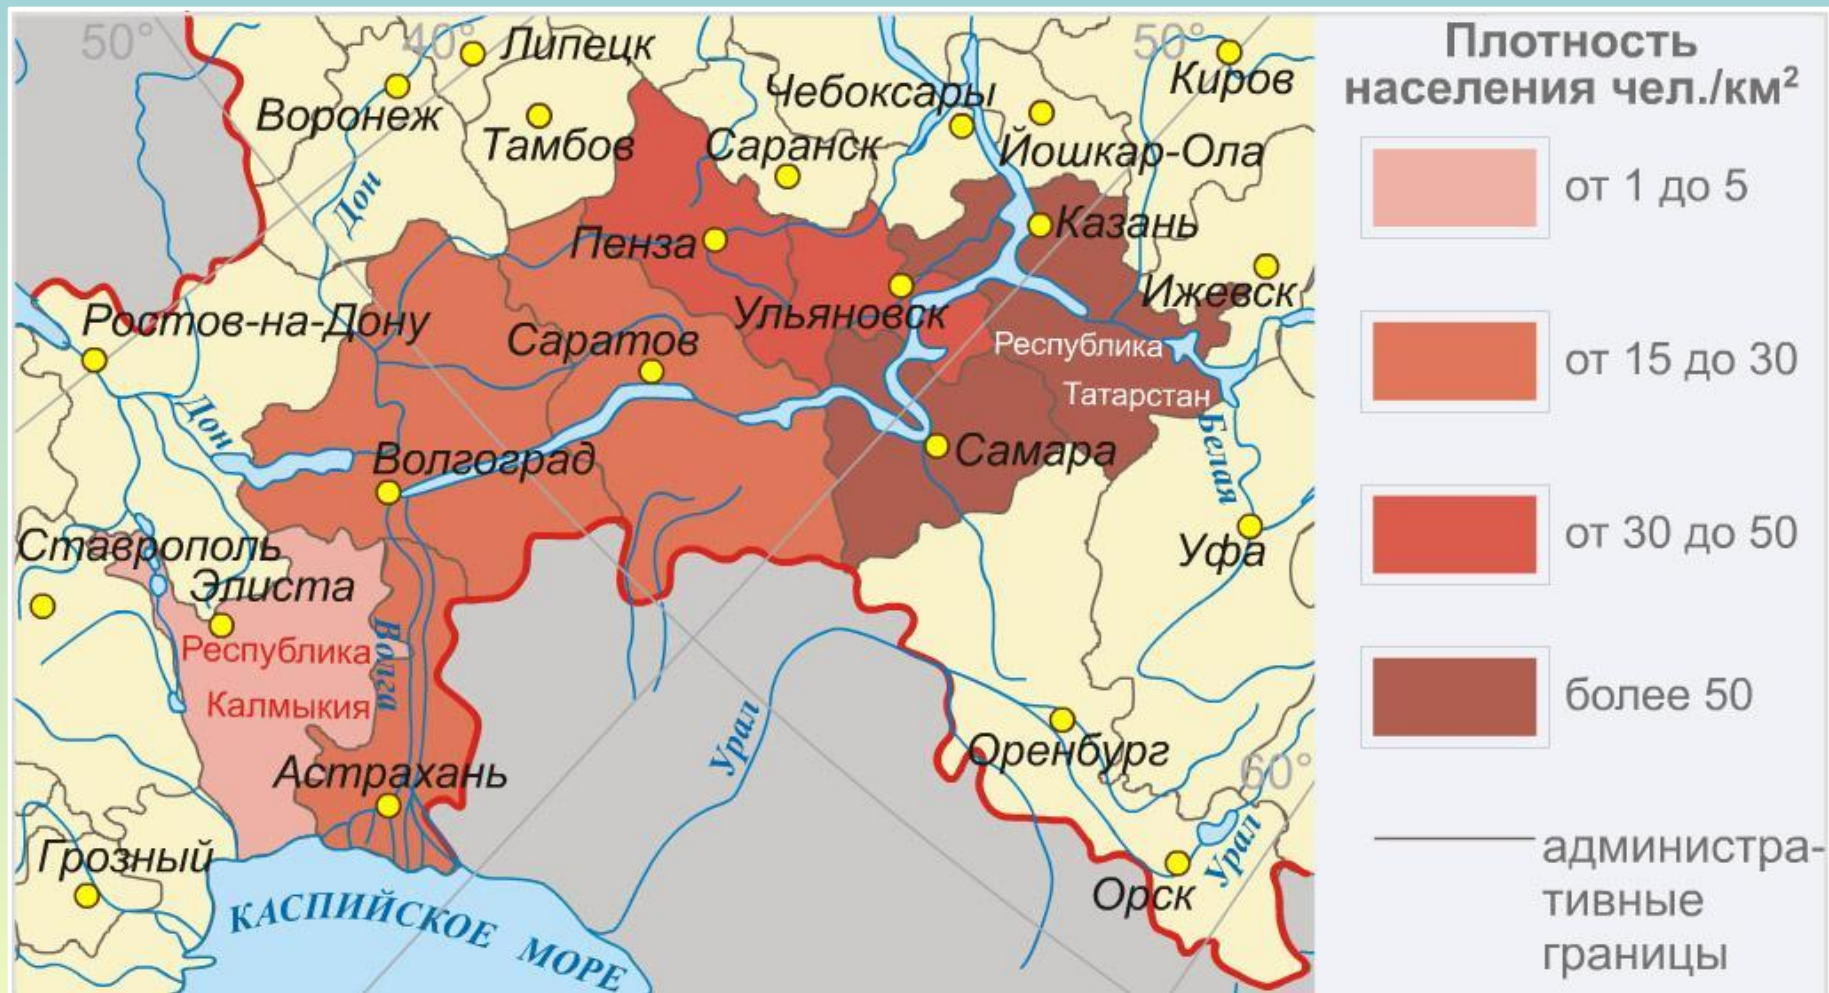 50°
40°
50°
Липецк
Киров
Воронеж
Чебоксары
Тамбов
Саранск
Йошкар-Ола
Дон
Пенза
Казань
Ижевск
Ростов-на-Дону
Ульяновск
Саратов
Республика
Татарстан
Дон
Белая
Волгоград
Самара
Уфа
Ставрополь
Элиста
Республика
Калмыкия
Волга
Урал
Оренбург
60°
Астрахань
Урал
Грозный
Орск
КАСПИЙСКОЕ МОРЕ
Плотность
населения чел./км²
от 1 до 5
от 15 до 30
от 30 до 50
более 50
администра-
тивные
границы